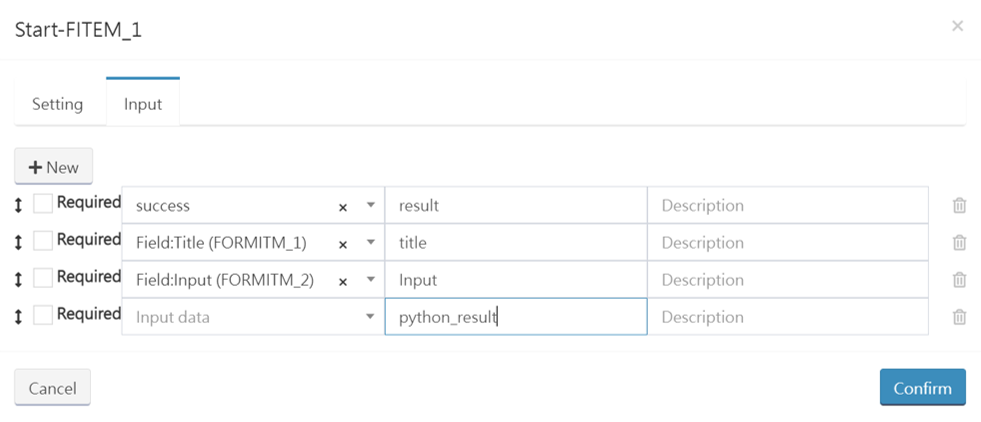 Start-FITEM_1
×
Setting Input
+ New
Required success × result Description
Required Field:Title (FORMITM_1) × title Description
Required Field:Input (FORMITM_2) × Input Description
Required Input data python_result Description
Cancel Confirm